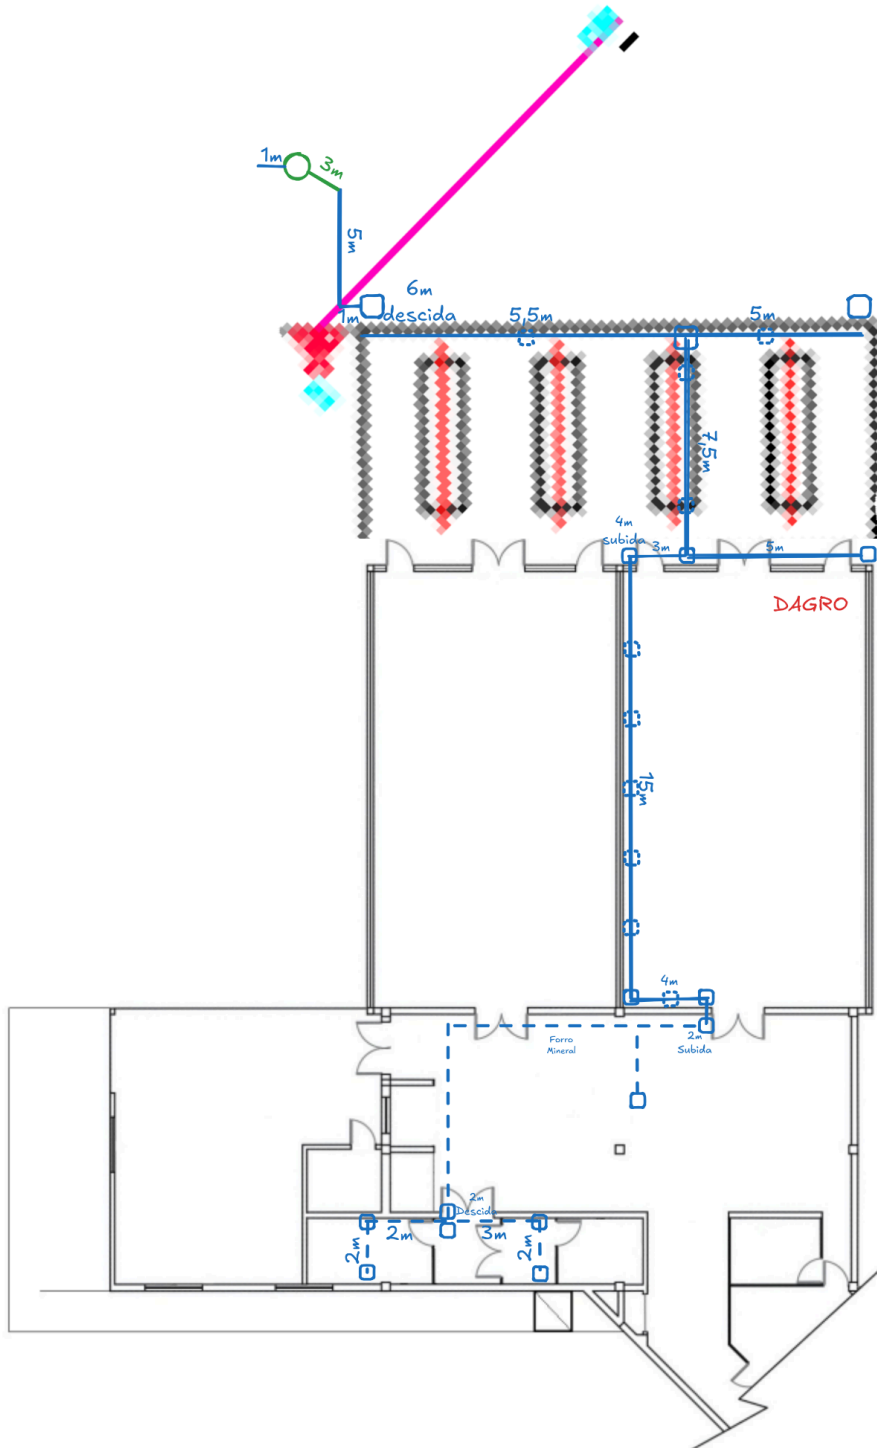 1m
3m
5m
6m
descida
1m
5,5m
5m
7,5m
4m
subida
3m
5m
DAGRO
15m
4m
2m
Subida
Forro
Mineral
2m
Descida
2m
3m
2m
2m